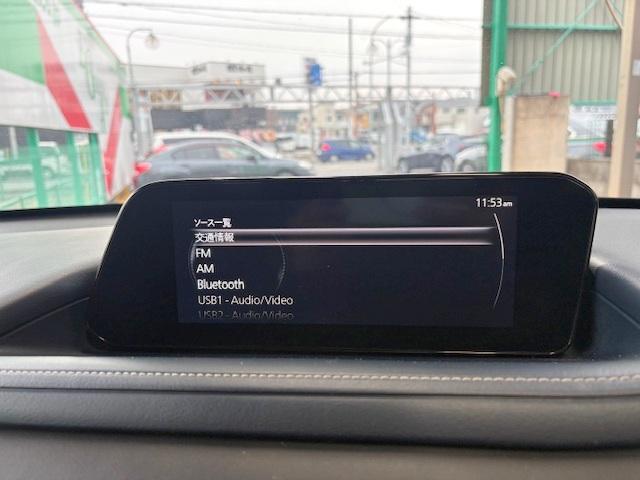 11:53am
ソース一覧
交通情報
FM
AM
Bluetooth
USB1 - Audio/Video
USB2 - Audio/Video